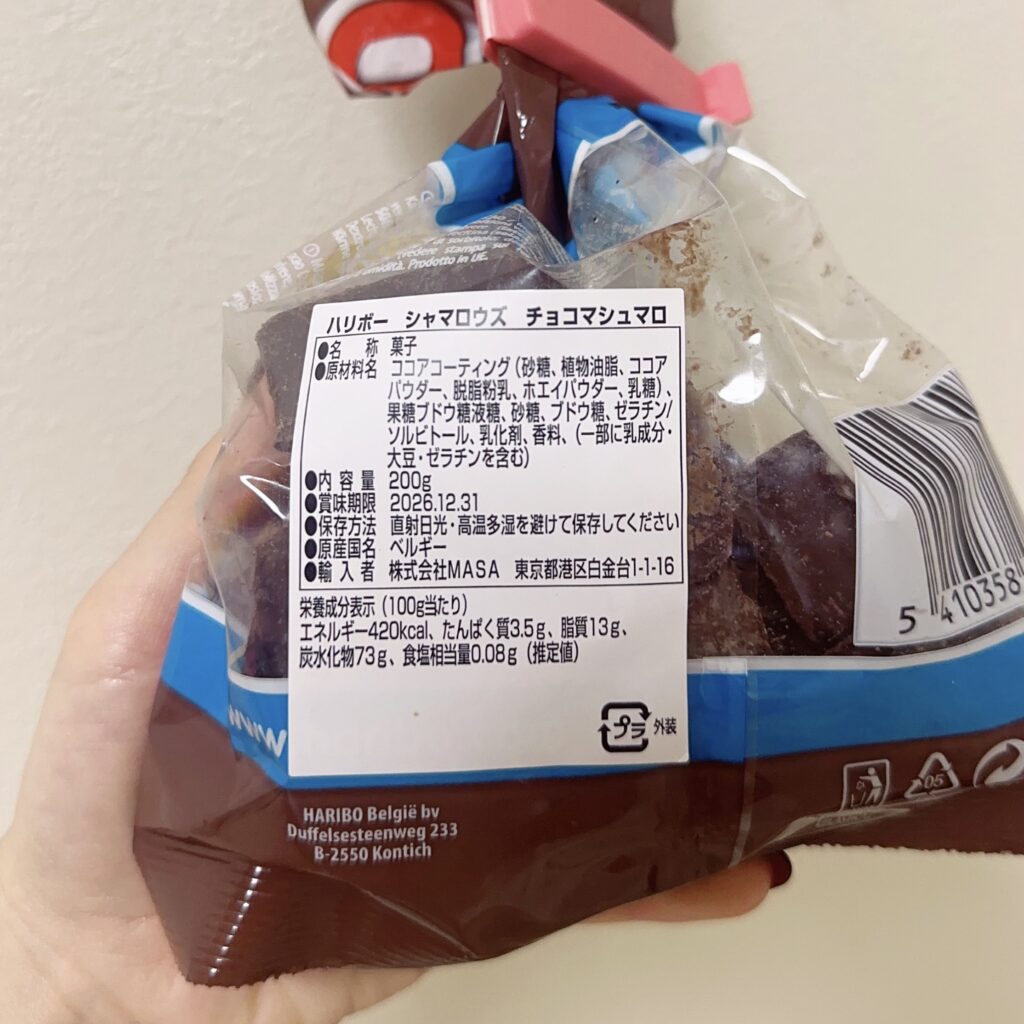 vedere stampa sul
umidità. Prodotto in UE.
ハリボー シャマロウズ チョコマシュマロ
●名 称 菓子
●原材料名 ココアコーティング(砂糖、植物油脂、ココア
パウダー、脱脂粉乳、ホエイパウダー、乳糖)、
果糖ブドウ糖液糖、砂糖、ブドウ糖、ゼラチン/
ソルビトール、乳化剤、香料、(一部に乳成分・
大豆・ゼラチンを含む)
●内 容 量 200g
●賞味期限 2026.12.31
●保存方法 直射日光・高温多湿を避けて保存してください
●原産国名 ベルギー
●輸 入 者 株式会社MASA 東京都港区白金台1-1-16
栄養成分表示(100g当たり)
エネルギー420kcal、たんぱく質3.5g、脂質13g、
炭水化物73g、食塩相当量0.08g(推定値)
プラ 外装
5 410358
www
05
HARIBO België bv
Duffelsesteenweg 233
B-2550 Kontich